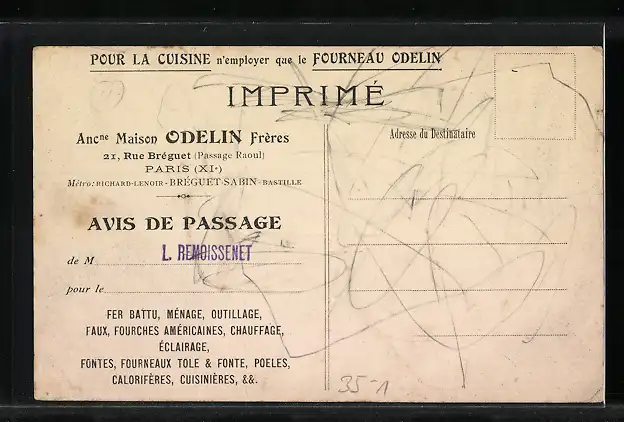 POUR LA CUISINE n'employer que le FOURNEAU ODELIN
IMPRIMÉ
Ancne Maison ODELIN Frères
21, Rue Bréguet (Passage Raoul)
PARIS (XIe)
Métro: RICHARD-LENOIR - BRÉGUET-SABIN - BASTILLE
AVIS DE PASSAGE
de M L. REMOISSENET
pour le
FER BATTU, MÉNAGE, OUTILLAGE,
FAUX, FOURCHES AMÉRICAINES, CHAUFFAGE,
ÉCLAIRAGE,
FONTES, FOURNEAUX TOLE & FONTE, POELES,
CALORIFÈRES, CUISINIÈRES, &&.
Adresse du Destinataire
35-1